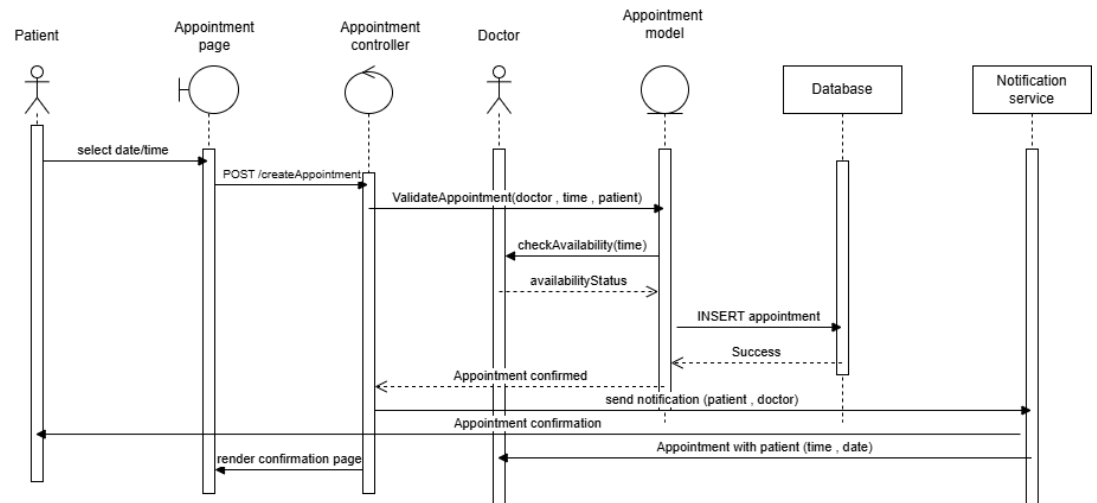 Patient
Appointment
page
Appointment
controller
Doctor
Appointment
model
Database
Notification
service
select date/time
POST /createAppointment
ValidateAppointment(doctor , time , patient)
checkAvailability(time)
availabilityStatus
INSERT appointment
Success
Appointment confirmed
send notification (patient , doctor)
Appointment confirmation
Appointment with patient (time , date)
render confirmation page